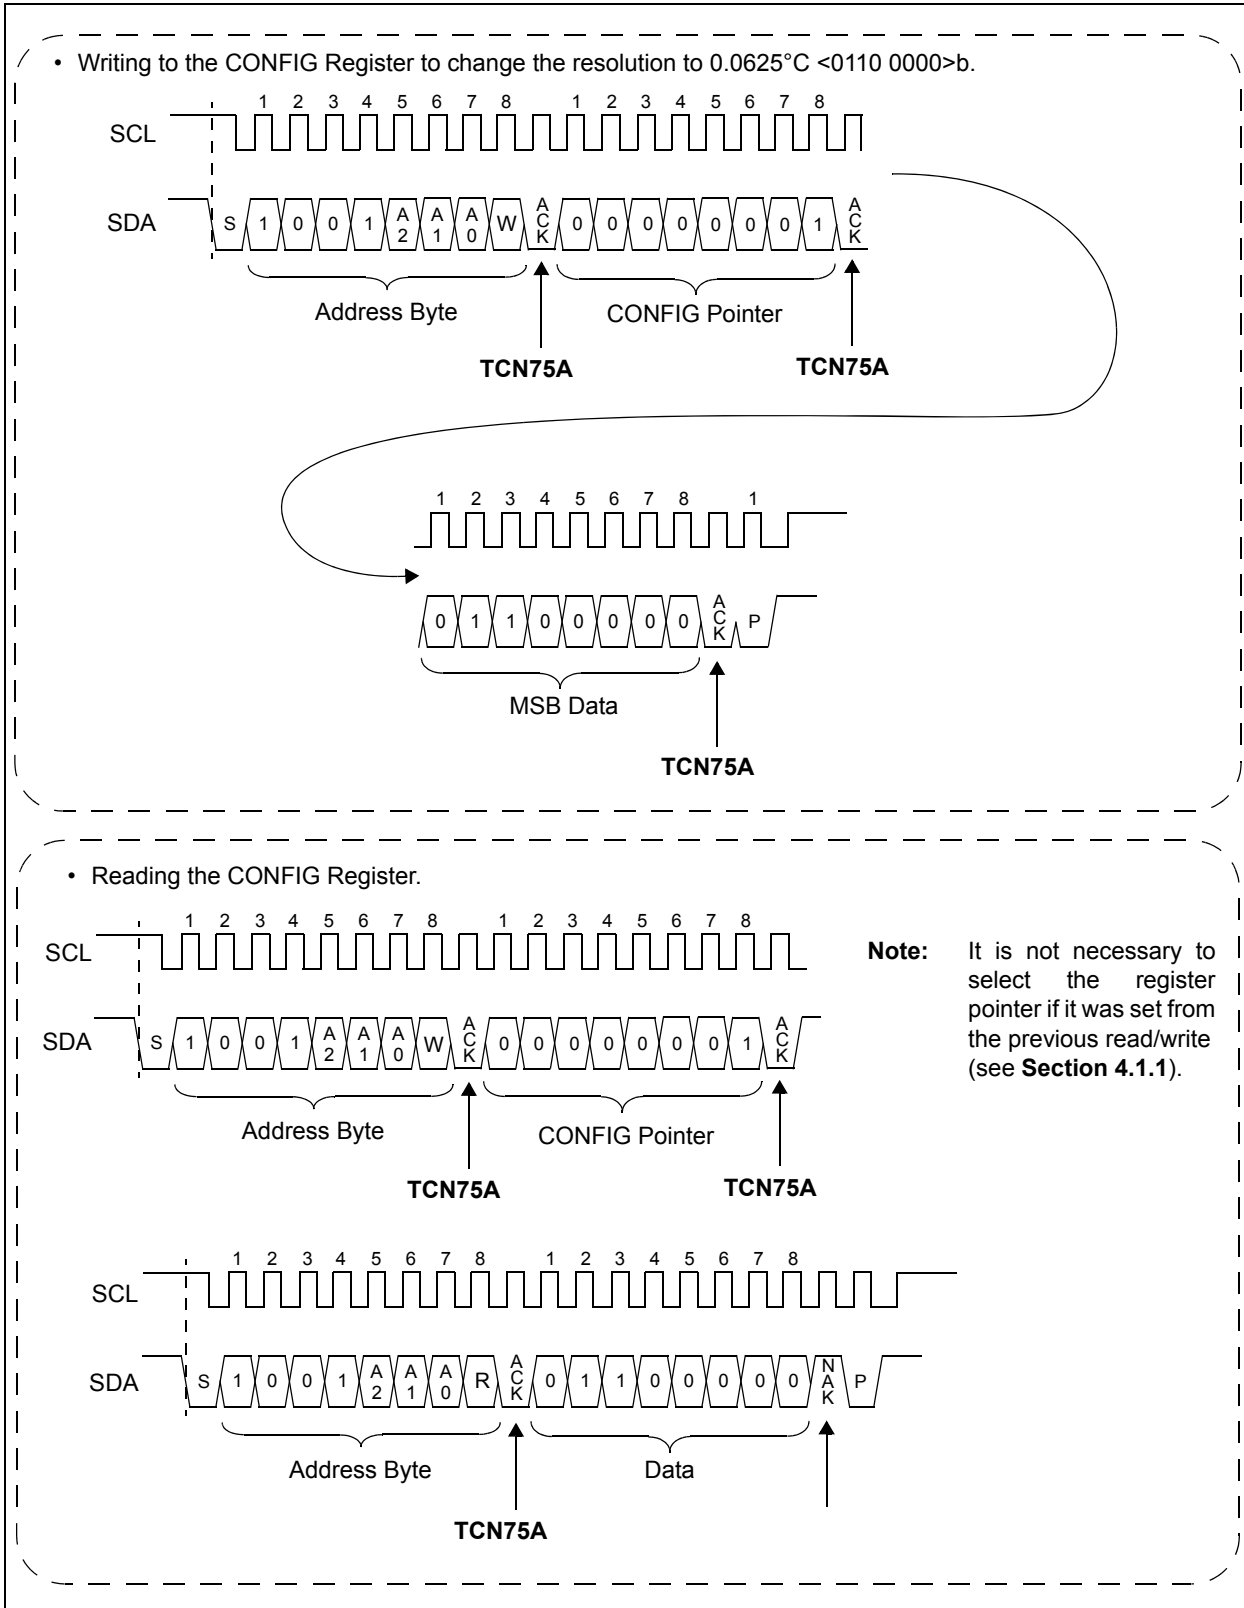 • Writing to the CONFIG Register to change the resolution to 0.0625°C <0110 0000>b.
1 2 3 4 5 6 7 8 1 2 3 4 5 6 7 8
SCL
SDA S 1 0 0 1 A2 A1 A0 W ACK 0 0 0 0 0 0 0 1 ACK
Address Byte CONFIG Pointer
TCN75A TCN75A
1 2 3 4 5 6 7 8 1
0 1 1 0 0 0 0 0 ACK P
MSB Data
TCN75A
• Reading the CONFIG Register.
1 2 3 4 5 6 7 8 1 2 3 4 5 6 7 8
SCL
SDA S 1 0 0 1 A2 A1 A0 W ACK 0 0 0 0 0 0 0 1 ACK
Address Byte CONFIG Pointer
TCN75A TCN75A
Note: It is not necessary to
select the register
pointer if it was set from
the previous read/write
(see Section 4.1.1).
1 2 3 4 5 6 7 8 1 2 3 4 5 6 7 8
SCL
SDA S 1 0 0 1 A2 A1 A0 R ACK 0 1 1 0 0 0 0 0 NAK P
Address Byte Data
TCN75A